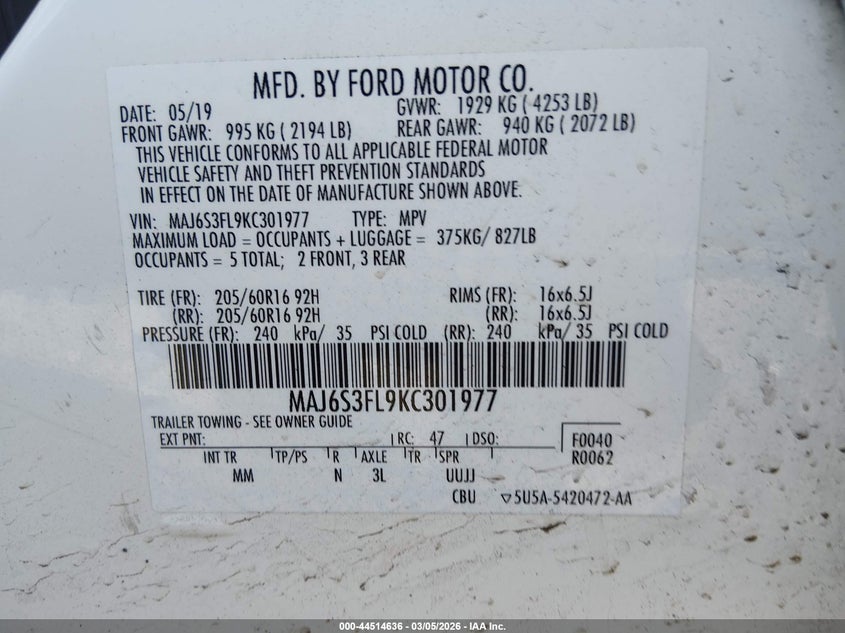 MFD. BY FORD MOTOR CO.
DATE: 05/19 GVWR: 1929 KG ( 4253 LB)
FRONT GAWR: 995 KG ( 2194 LB) REAR GAWR: 940 KG ( 2072 LB)
THIS VEHICLE CONFORMS TO ALL APPLICABLE FEDERAL MOTOR
VEHICLE SAFETY AND THEFT PREVENTION STANDARDS
IN EFFECT ON THE DATE OF MANUFACTURE SHOWN ABOVE.
VIN: MAJ6S3FL9KC301977 TYPE: MPV
MAXIMUM LOAD = OCCUPANTS + LUGGAGE = 375KG/ 827LB
OCCUPANTS = 5 TOTAL; 2 FRONT, 3 REAR
TIRE (FR): 205/60R16 92H RIMS (FR): 16x6.5J
(RR): 205/60R16 92H (RR): 16x6.5J
PRESSURE (FR): 240 kPa/ 35 PSI COLD (RR): 240 kPa/ 35 PSI COLD
MAJ6S3FL9KC301977
TRAILER TOWING - SEE OWNER GUIDE
EXT PNT: RC: 47 DSO: F0040
INT TR TP/PS R AXLE TR SPR R0062
MM N 3L UUJJ
CBU ▽5U5A-5420472-AA
000-44514636 - 03/05/2026 - IAA Inc.